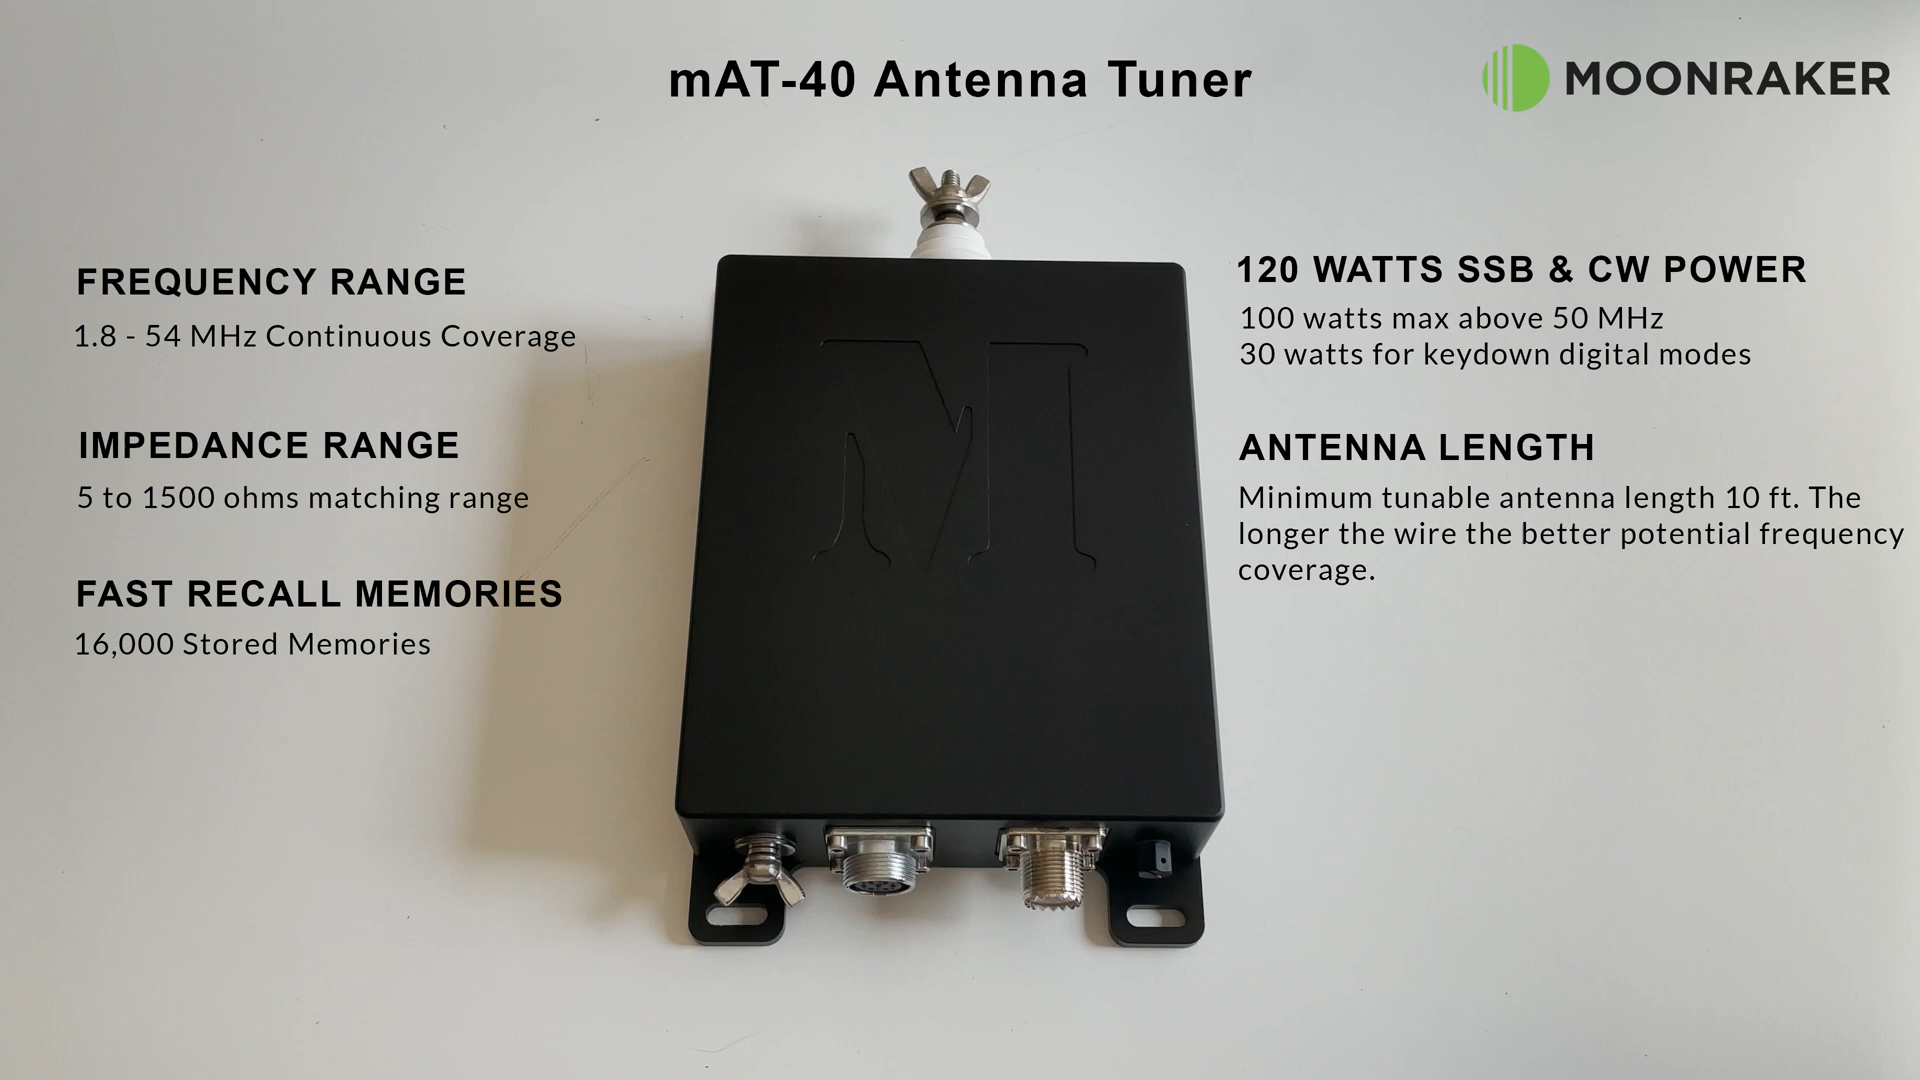 mAT-40 Antenna Tuner
MOONRAKER
FREQUENCY RANGE
1.8 - 54 MHz Continuous Coverage
IMPEDANCE RANGE
5 to 1500 ohms matching range
FAST RECALL MEMORIES
16,000 Stored Memories
M
120 WATTS SSB & CW POWER
100 watts max above 50 MHz
30 watts for keydown digital modes
ANTENNA LENGTH
Minimum tunable antenna length 10 ft. The
longer the wire the better potential frequency
coverage.